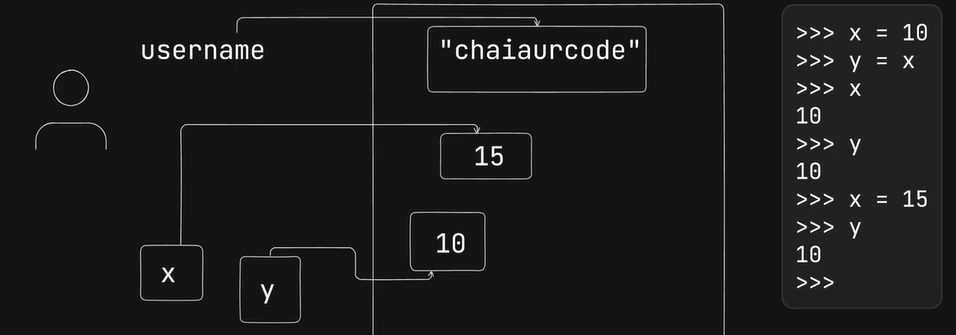 username
"chaiaurcode"
15
10
x
y
>>> x = 10
>>> y = x
>>> x
10
>>> y
10
>>> x = 15
>>> y
10
>>>